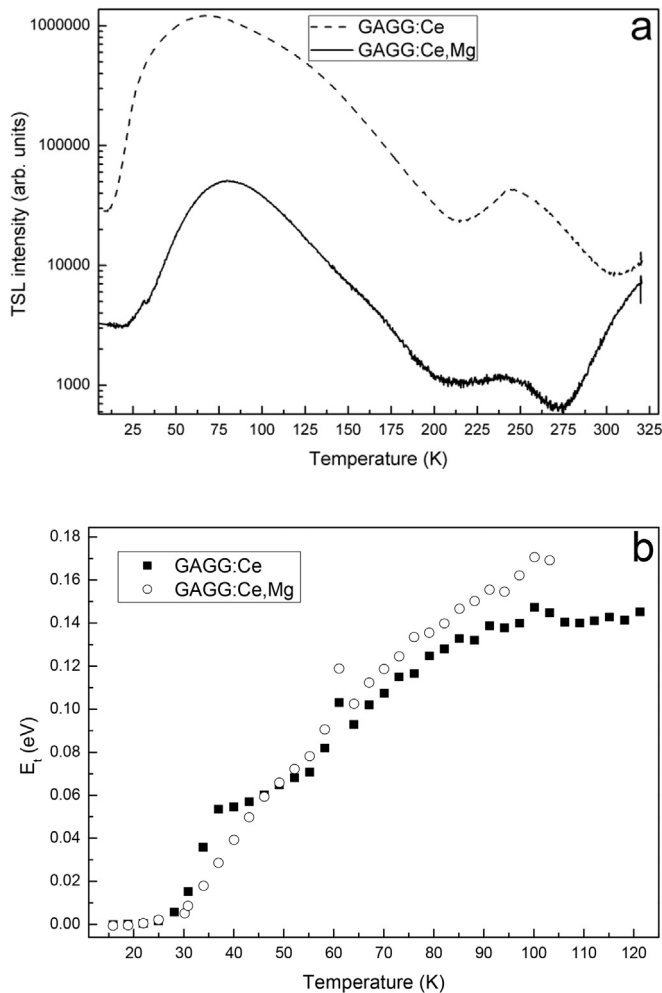 a
GAGG:Ce
GAGG:Ce,Mg
1000000
100000
10000
1000
TSL intensity (arb. units)
25 50 75 100 125 150 175 200 225 250 275 300 325
Temperature (K)
b
GAGG:Ce
GAGG:Ce,Mg
0.18
0.16
0.14
0.12
0.10
0.08
0.06
0.04
0.02
0.00
Et (eV)
20 30 40 50 60 70 80 90 100 110 120
Temperature (K)